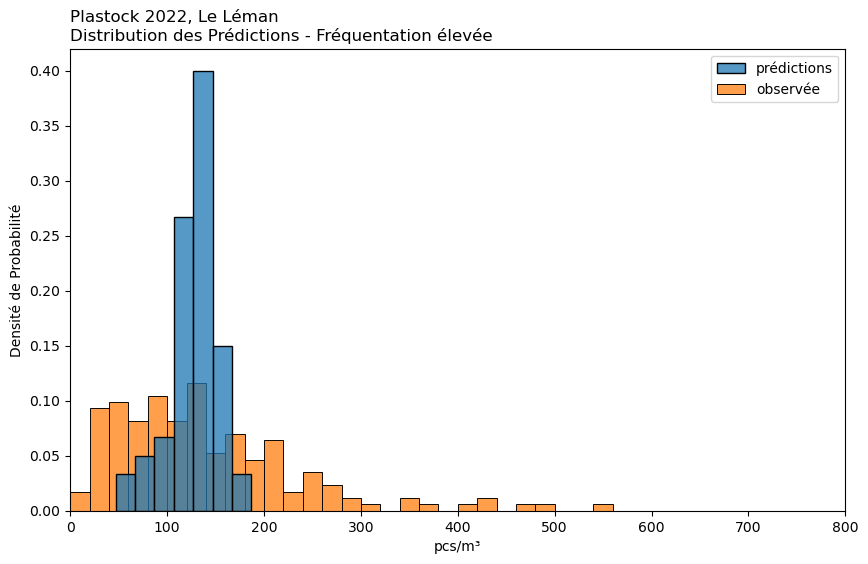 Plastock 2022, Le Léman
Distribution des Prédictions - Fréquentation élevée
prédictions
observée
Densité de Probabilité
0.40
0.35
0.30
0.25
0.20
0.15
0.10
0.05
0.00
0 100 200 300 400 500 600 700 800
pcs/m³